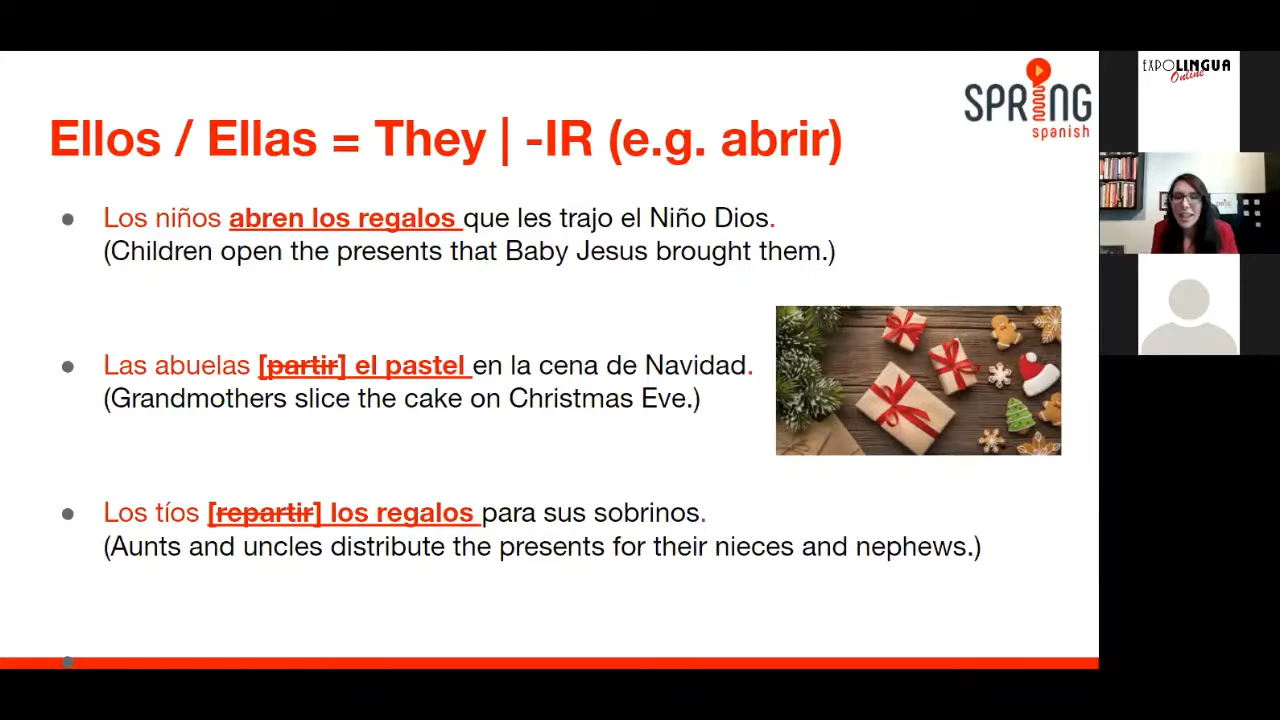 EXPOLINGUA
Online
SPRING
spanish
Ellos / Ellas = They | -IR (e.g. abrir)
Los niños abren los regalos que les trajo el Niño Dios.
(Children open the presents that Baby Jesus brought them.)
Las abuelas [partir] el pastel en la cena de Navidad.
(Grandmothers slice the cake on Christmas Eve.)
Los tíos [repartir] los regalos para sus sobrinos.
(Aunts and uncles distribute the presents for their nieces and nephews.)